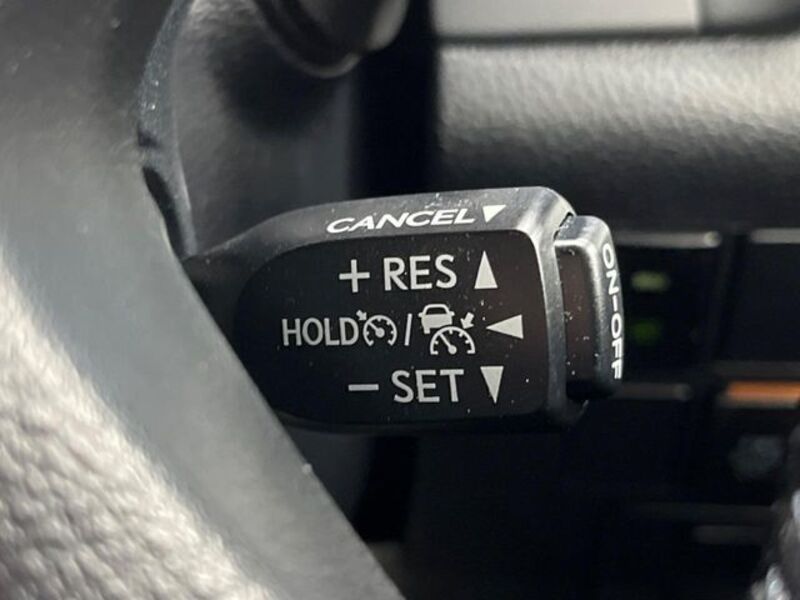 CANCEL▼
+ RES ▲
HOLD / ◀
− SET ▼
ON-OFF